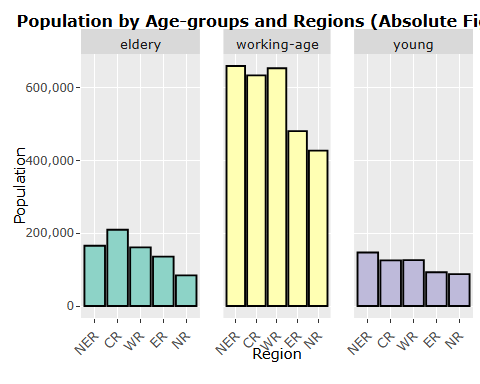 Population by Age-groups and Regions (Absolute Fi
eldery working-age young
600,000
400,000
200,000
0
Population
NER CR WR ER NR NER CR WR ER NR NER CR WR ER NR
Region